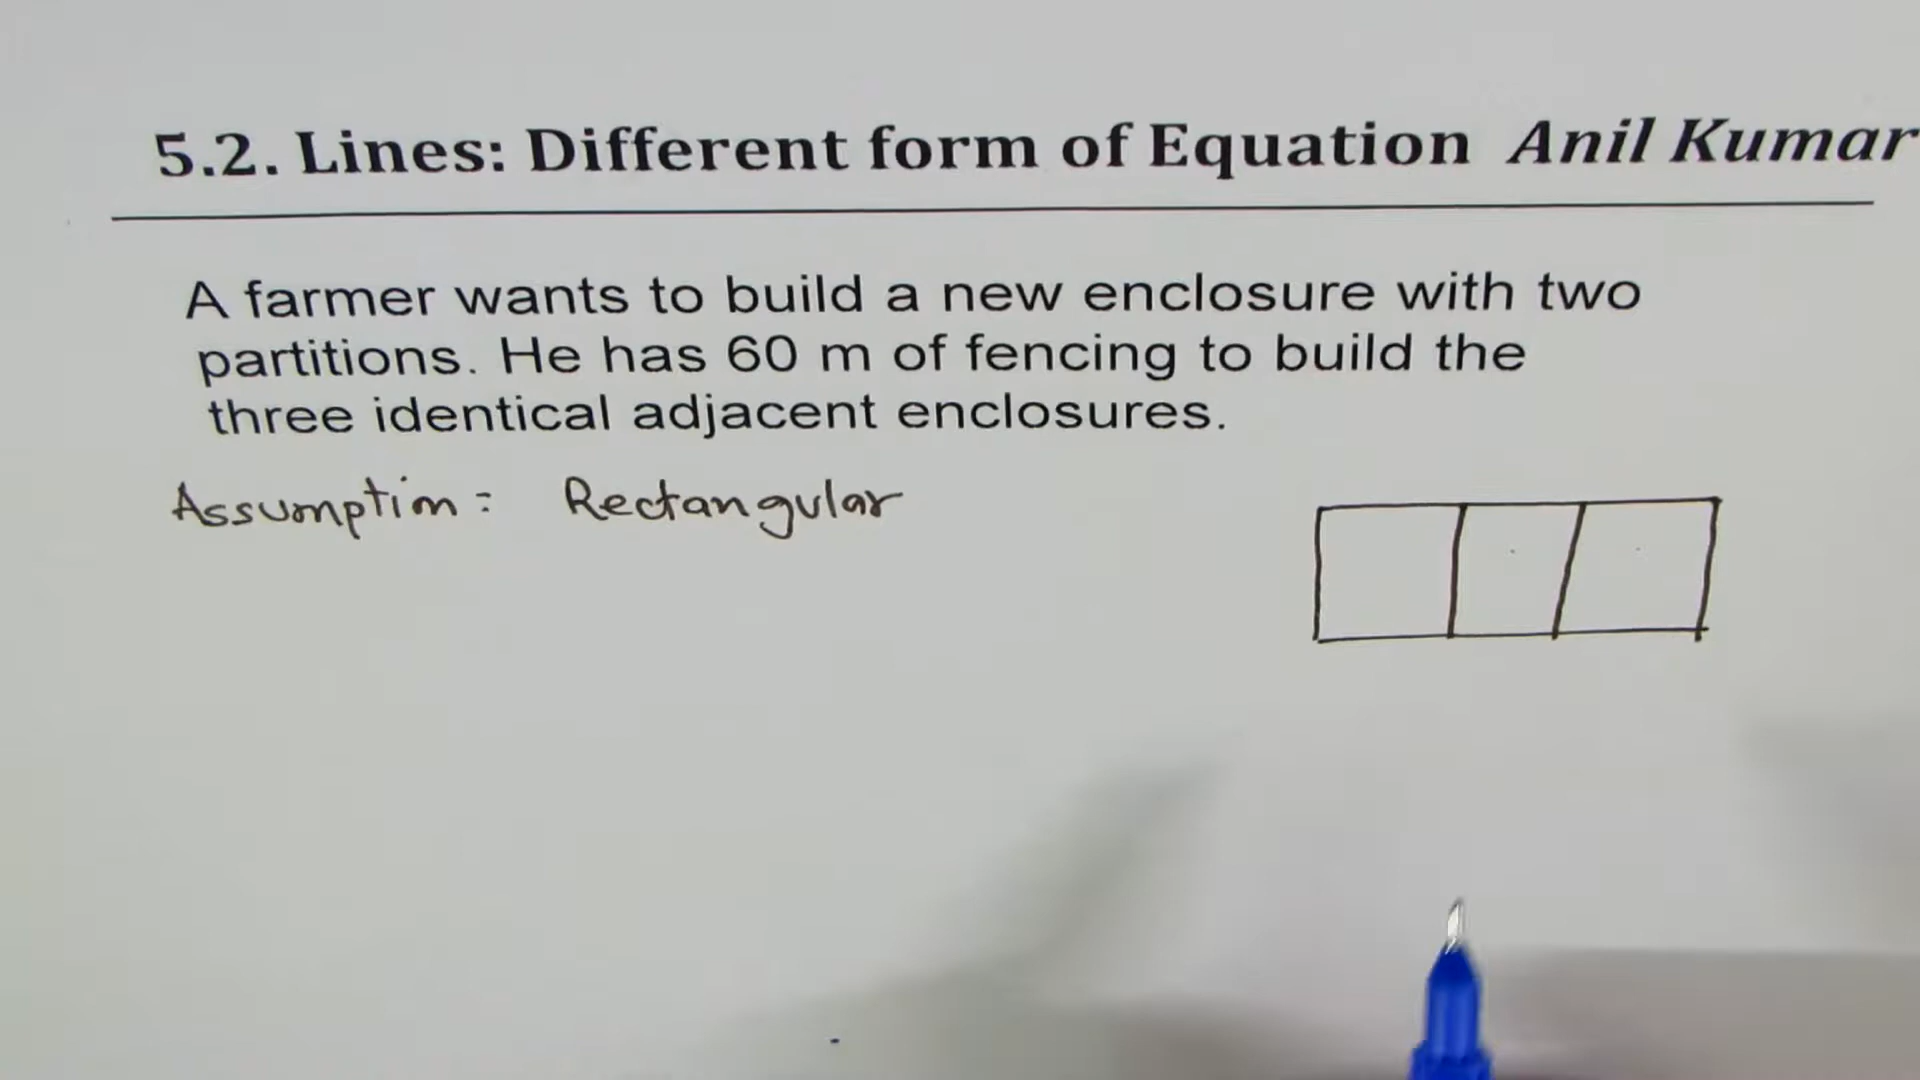 5.2. Lines: Different form of Equation Anil Kumar
A farmer wants to build a new enclosure with two
partitions. He has 60 m of fencing to build the
three identical adjacent enclosures.
Assumption: Rectangular